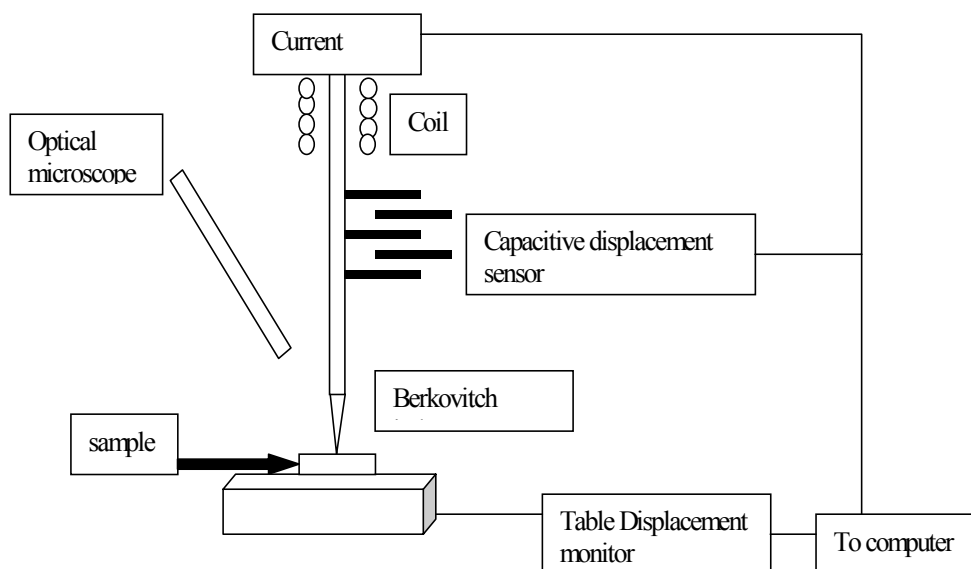 Current
Coil
Optical
microscope
Capacitive displacement
sensor
Berkovitch
sample
Table Displacement
monitor
To computer